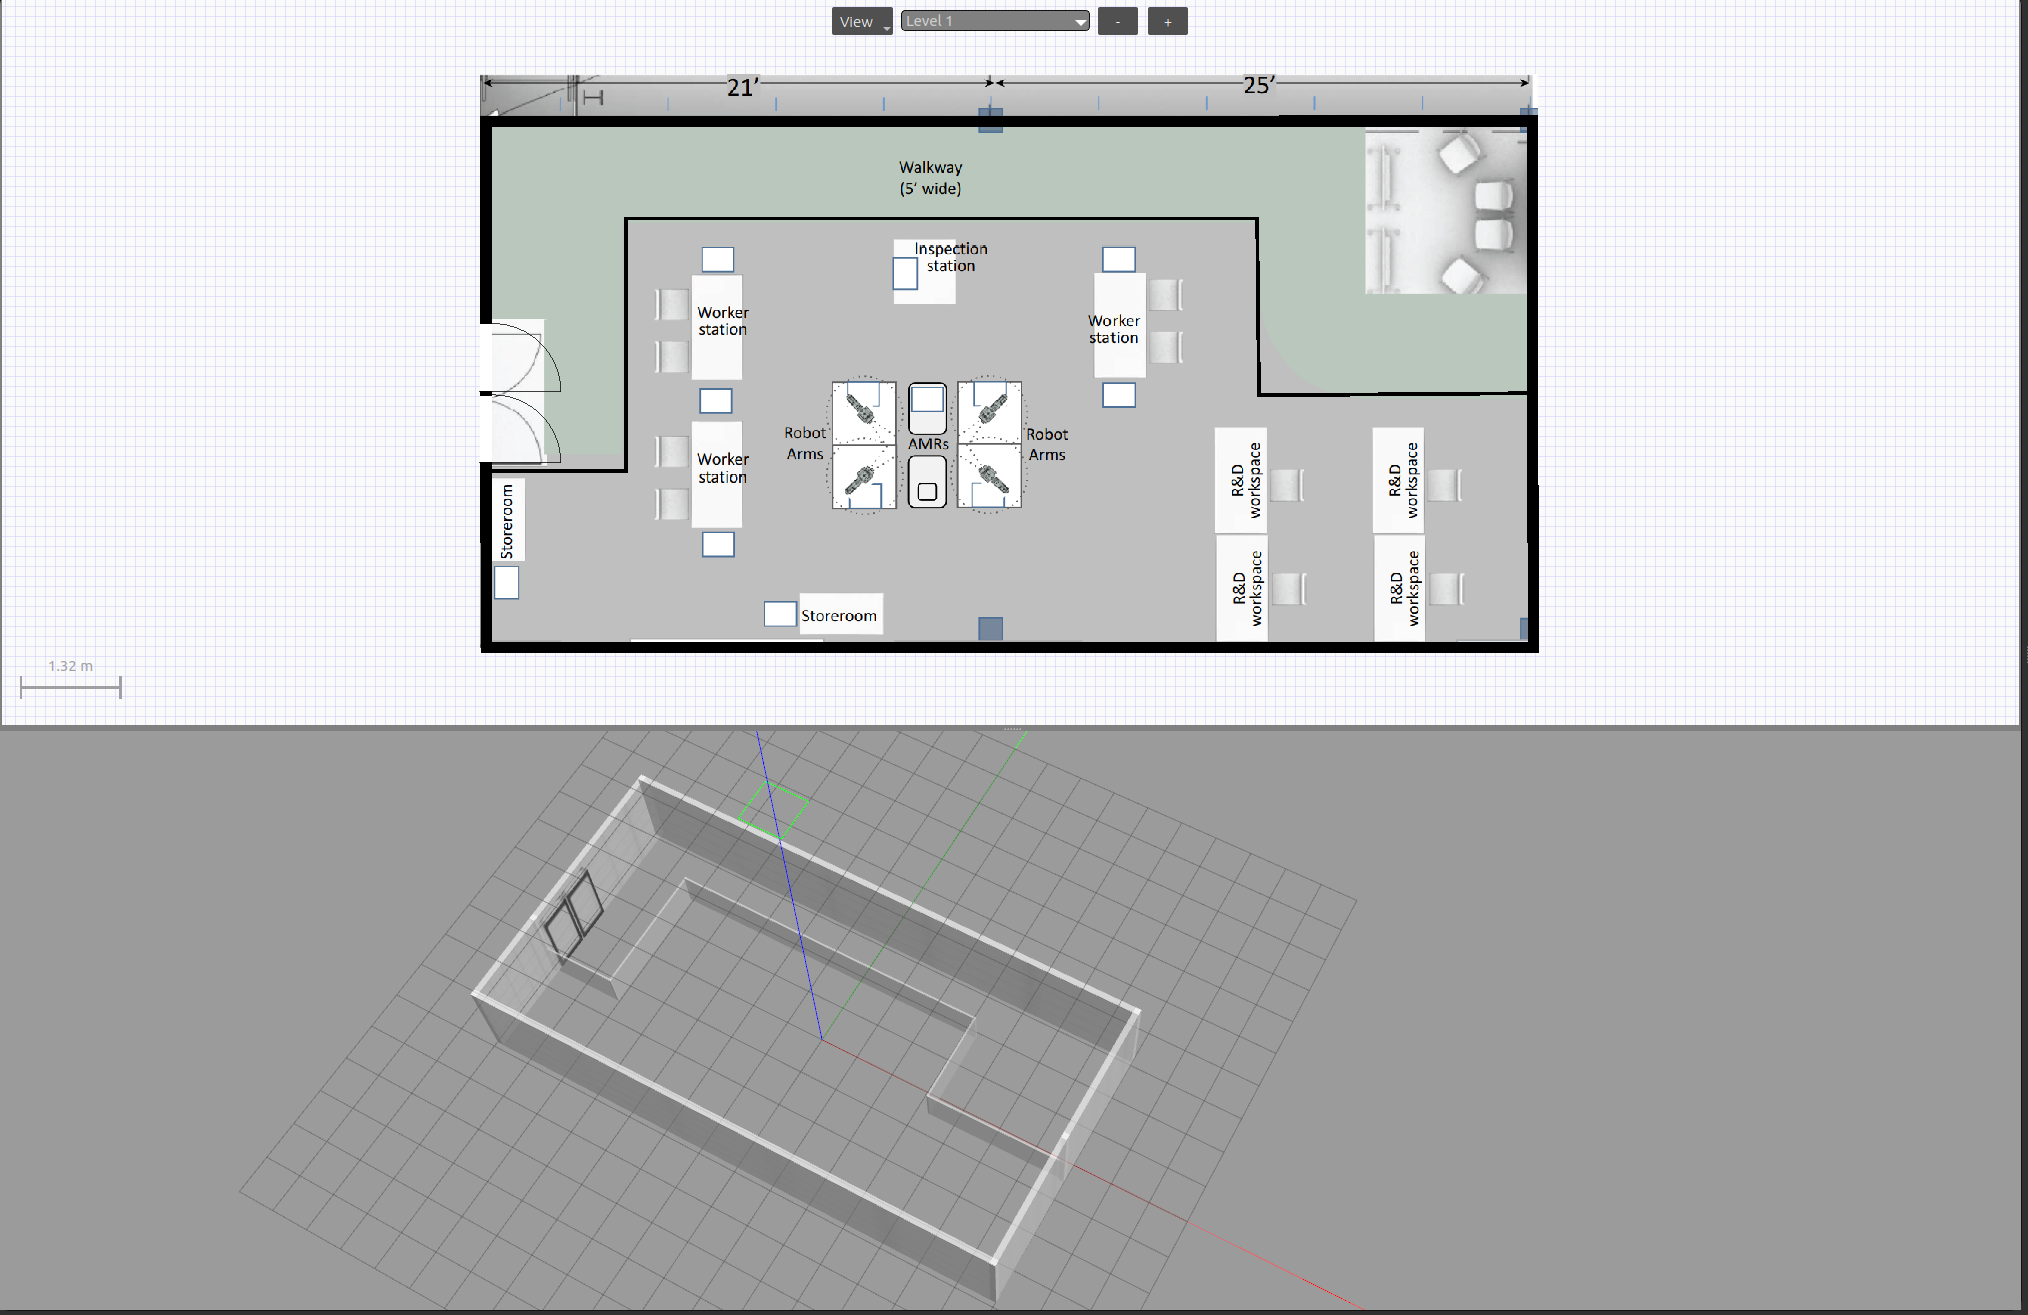 View
Level 1
-
+
21’
25’
Walkway
(5’ wide)
Inspection
station
Worker
station
Worker
station
Robot
Arms
AMRs
Robot
Arms
Worker
station
R&D
workspace
R&D
workspace
Storeroom
R&D
workspace
R&D
workspace
Storeroom
1.32 m